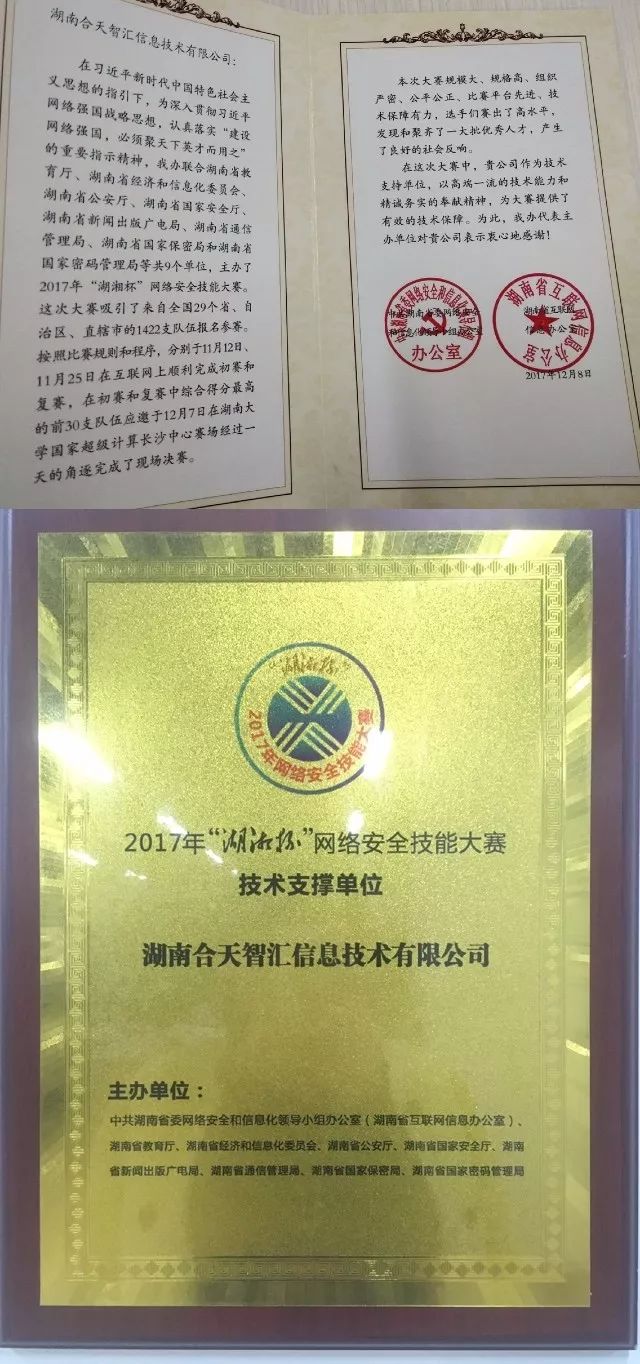 湖南合天智汇信息技术有限公司：
在习近平新时代中国特色社会主
义思想的指引下，为深入贯彻习近平
网络强国战略思想，认真落实“建设
网络强国，必须聚天下英才而用之”
的重要指示精神，我办联合湖南省教
育厅、湖南省经济和信息化委员会、
湖南省公安厅、湖南省国家安全厅、
湖南省新闻出版广电局、湖南省通信
管理局、湖南省国家保密局和湖南省
国家密码管理局等共9个单位，主办了
2017年“湖湘杯”网络安全技能大赛。
这次大赛吸引了来自全国29个省、自
治区、直辖市的1422支队伍报名参赛。
按照比赛规则和程序，分别于11月12日、
11月25日在互联网上顺利完成初赛和
复赛，在初赛和复赛中综合得分最高
的前30支队伍应邀于12月7日在湖南大
学国家超级计算长沙中心赛场经过一
天的角逐完成了现场决赛。
本次大赛规模大、规格高、组织
严密、公平公正、比赛平台先进、技
术保障有力，选手们赛出了高水平，
发现和聚齐了一大批优秀人才，产生
了良好的社会反响。
在这次大赛中，贵公司作为技术
支持单位，以高端一流的技术能力和
精诚务实的奉献精神，为大赛提供了
有效的技术保障。为此，我办代表主
办单位对贵公司表示衷心地感谢！
中共湖南省委网络安全
和信息化领导小组办公室
办公室
湖南省互联网
信息办公室
湖南省互联网信息办公室
2017年12月8日
湖湘杯
2017年网络安全技能大赛
2017年“湖湘杯”网络安全技能大赛
技术支撑单位
湖南合天智汇信息技术有限公司
主办单位：
中共湖南省委网络安全和信息化领导小组办公室（湖南省互联网信息办公室）、
湖南省教育厅、湖南省经济和信息化委员会、湖南省公安厅、湖南省国家安全厅、湖南
省新闻出版广电局、湖南省通信管理局、湖南省国家保密局、湖南省国家密码管理局